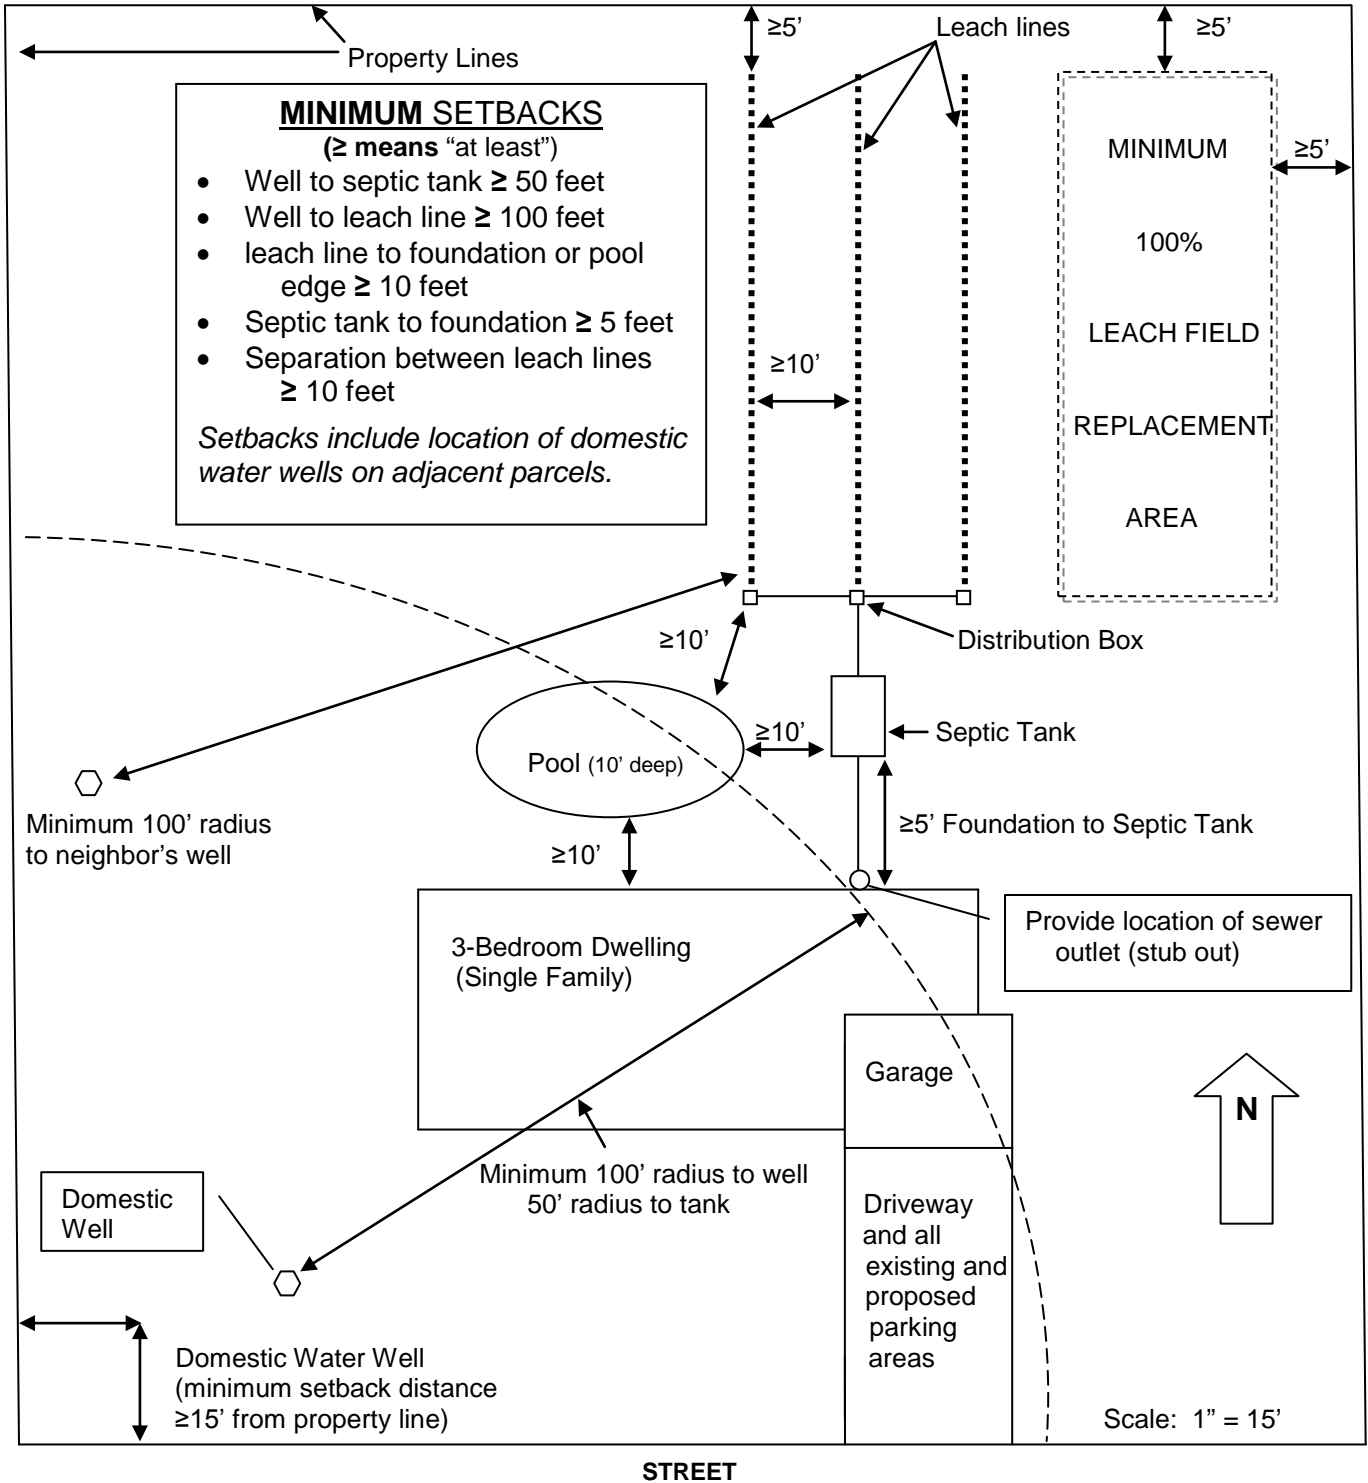 ≥5’
Leach lines
≥5’
Property Lines
MINIMUM SETBACKS
(≥ means “at least”)
• Well to septic tank ≥ 50 feet
• Well to leach line ≥ 100 feet
• leach line to foundation or pool
edge ≥ 10 feet
• Septic tank to foundation ≥ 5 feet
• Separation between leach lines
≥ 10 feet
Setbacks include location of domestic
water wells on adjacent parcels.
≥10’
MINIMUM
100%
LEACH FIELD
REPLACEMENT
AREA
≥5’
≥10’
Distribution Box
Pool (10’ deep)
≥10’
Septic Tank
Minimum 100’ radius
to neighbor’s well
≥10’
≥5’ Foundation to Septic Tank
3-Bedroom Dwelling
(Single Family)
Provide location of sewer
outlet (stub out)
Garage
N
Minimum 100’ radius to well
50’ radius to tank
Domestic
Well
Driveway
and all
existing and
proposed
parking
areas
Domestic Water Well
(minimum setback distance
≥15’ from property line)
Scale: 1” = 15’
STREET